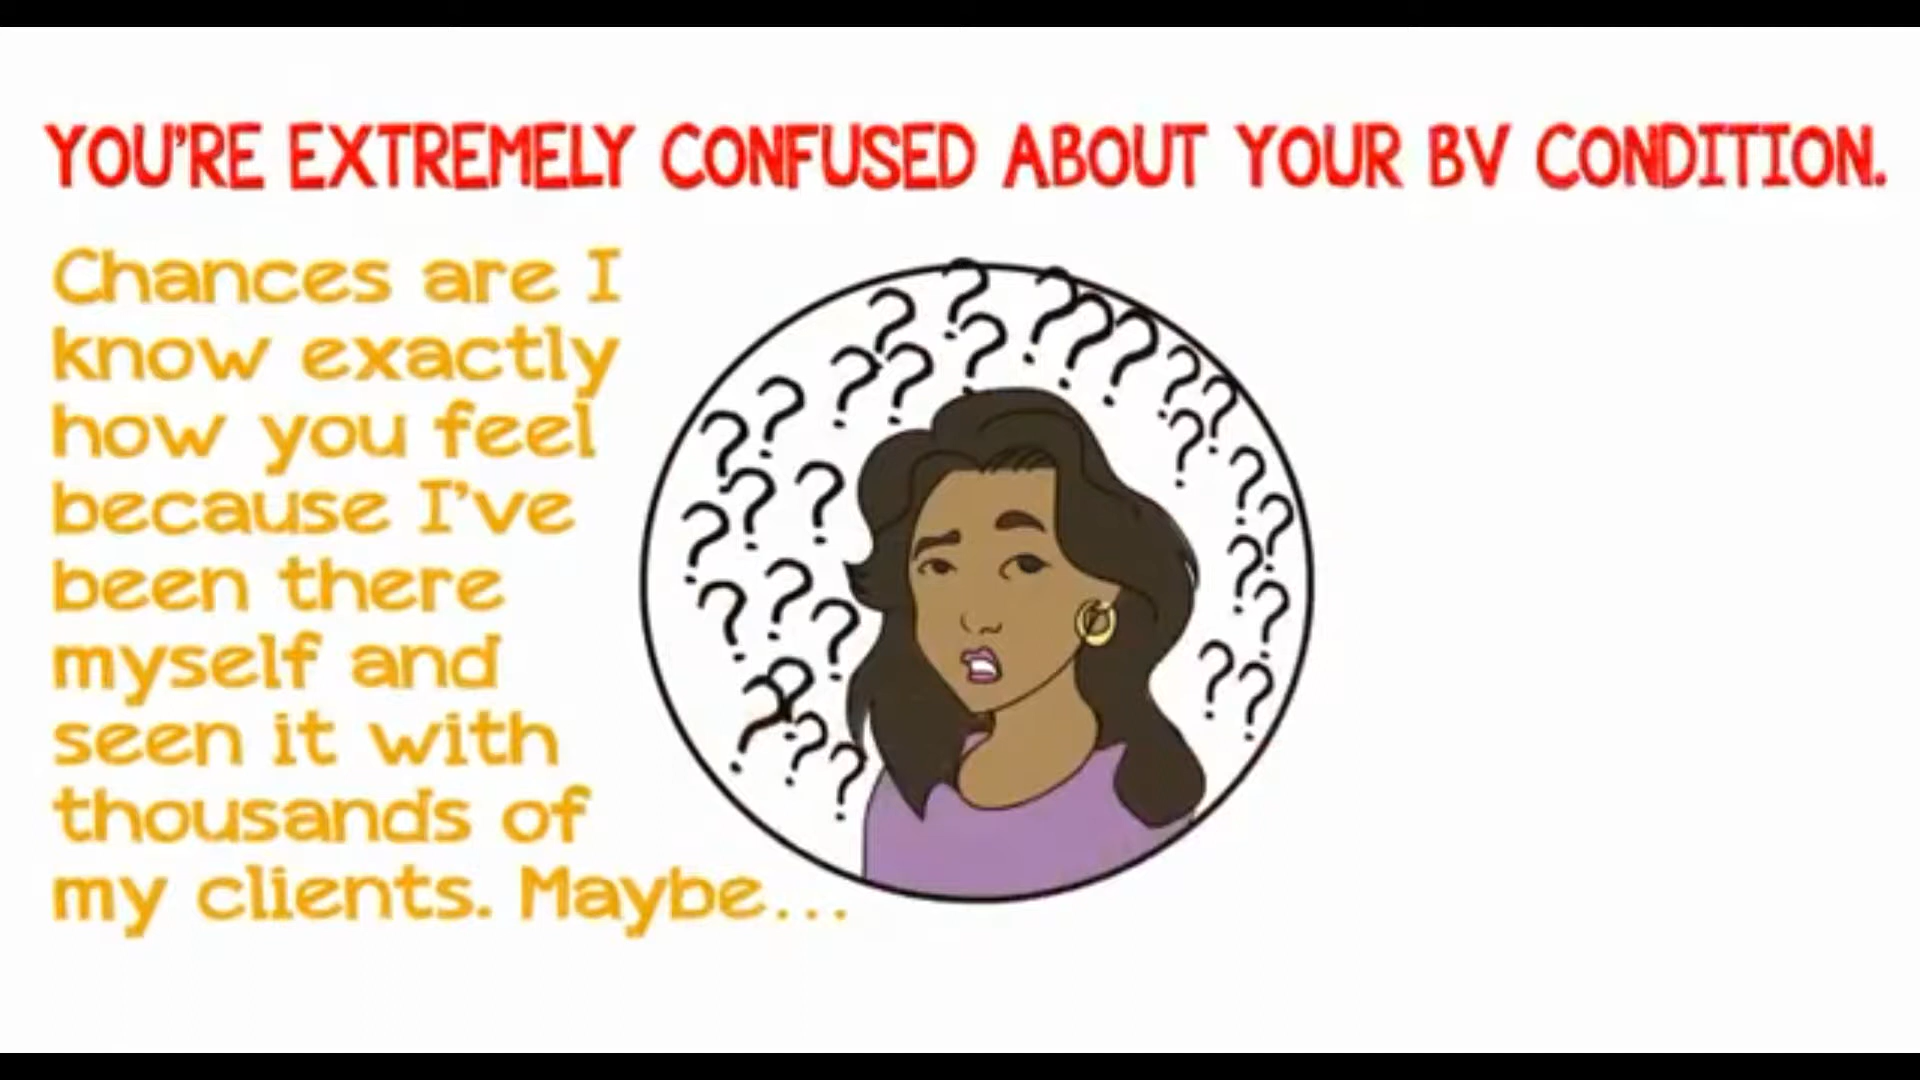 YOU'RE EXTREMELY CONFUSED ABOUT YOUR BV CONDITION.
Chances are I
know exactly
how you feel
because I've
been there
myself and
seen it with
thousands of
my clients. Maybe...